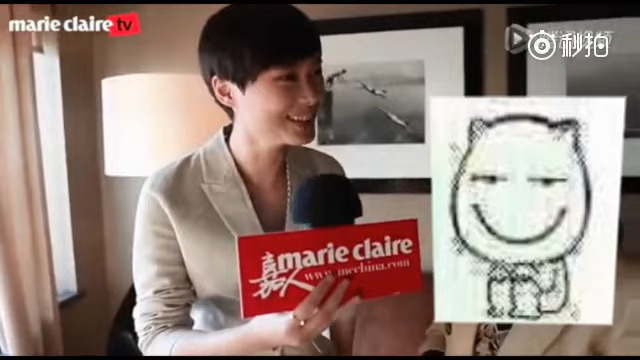 marie claire tv
秒拍
marie claire
嘉人
www.mcchina.com